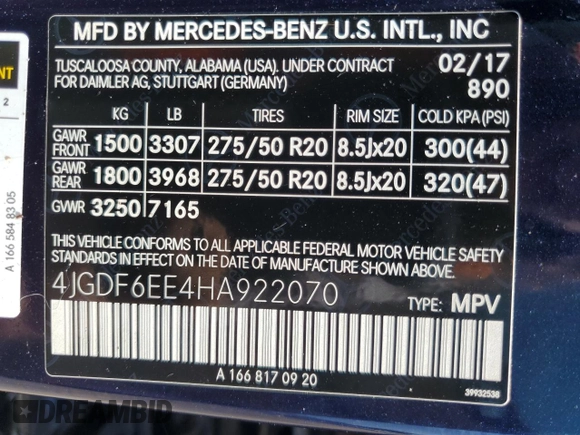 MFD BY MERCEDES-BENZ U.S. INTL., INC
TUSCALOOSA COUNTY, ALABAMA (USA). UNDER CONTRACT
FOR DAIMLER AG, STUTTGART (GERMANY)
02/17
890
KG LB TIRES RIM SIZE COLD KPA(PSI)
GAWR FRONT 1500 3307 275/50 R20 8.5Jx20 300(44)
GAWR REAR 1800 3968 275/50 R20 8.5Jx20 320(47)
GVWR 3250 7165
THIS VEHICLE CONFORMS TO ALL APPLICABLE FEDERAL MOTOR VEHICLE SAFETY
STANDARDS IN EFFECT ON THE DATE OF MANUFACTURE SHOWN ABOVE.
4JGDF6EE4HA922070
TYPE: MPV
A 166 817 09 20
39932538
A 166 584 83 05
2
DREAMBID